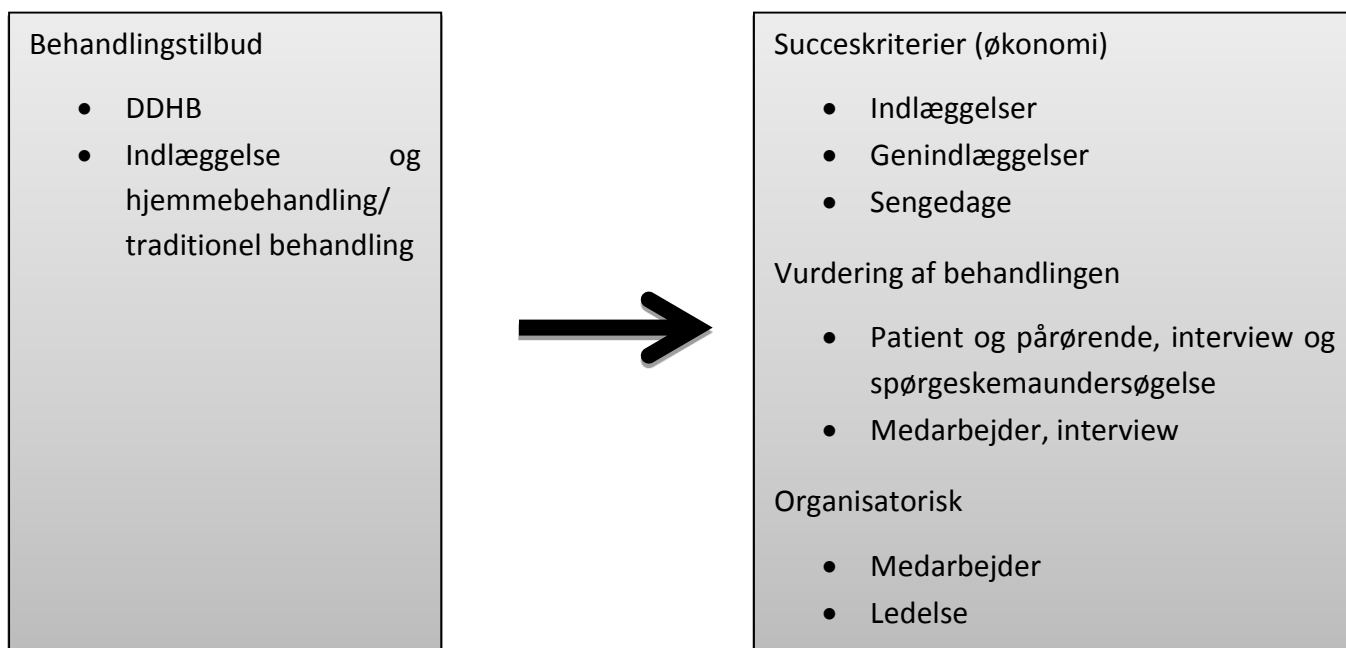 Behandlingstilbud
• DDHB
• Indlæggelse og
hjemmebehandling/
traditionel behandling
Succeskriterier (økonomi)
• Indlæggelser
• Genindlæggelser
• Sengedage
Vurdering af behandlingen
• Patient og pårørende, interview og
spørgeskemaundersøgelse
• Medarbejder, interview
Organisatorisk
• Medarbejder
• Ledelse